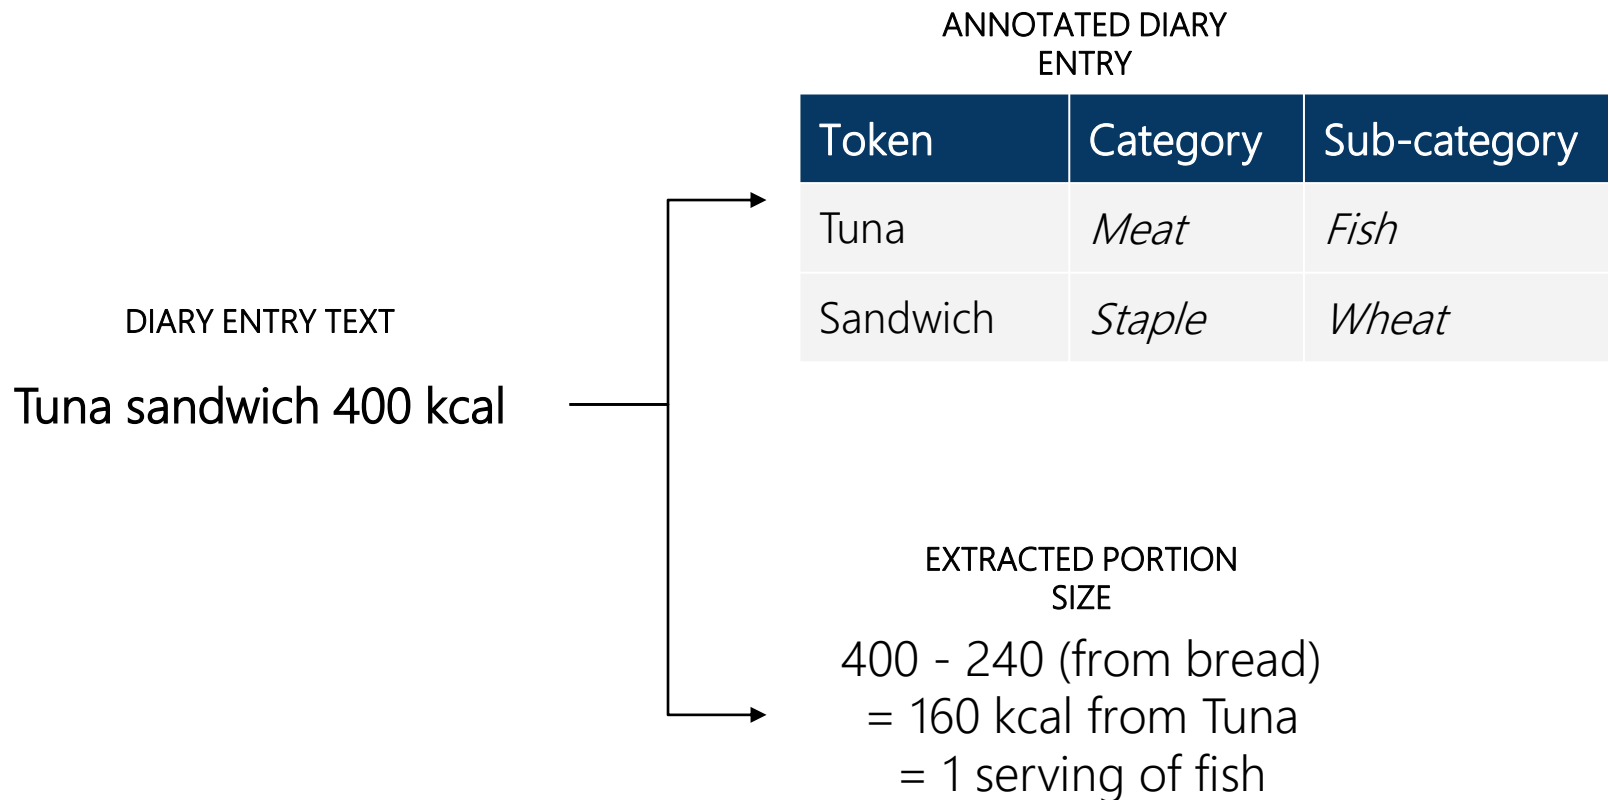 ANNOTATED DIARY
ENTRY
Token Category Sub-category
Tuna Meat Fish
Sandwich Staple Wheat
DIARY ENTRY TEXT
Tuna sandwich 400 kcal
EXTRACTED PORTION
SIZE
400 - 240 (from bread)
= 160 kcal from Tuna
= 1 serving of fish